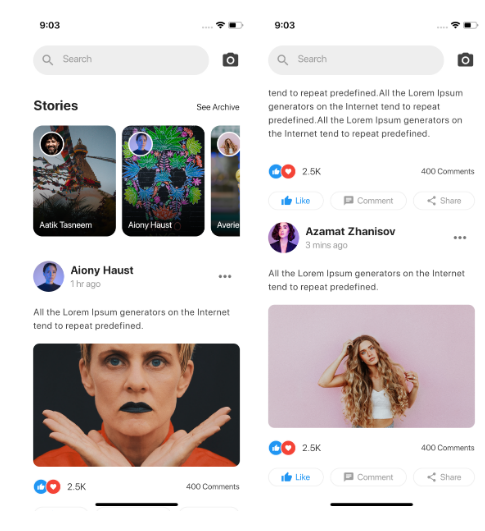 9:03
Search
Stories
See Archive
Aatik Tasneem
Aiony Haust
Averie
Aiony Haust
1 hr ago
All the Lorem Ipsum generators on the Internet
tend to repeat predefined.
2.5K
400 Comments
9:03
Search
tend to repeat predefined.All the Lorem Ipsum
generators on the Internet tend to repeat
predefined.All the Lorem Ipsum generators on
the Internet tend to repeat predefined.
2.5K
400 Comments
Like
Comment
Share
Azamat Zhanisov
3 mins ago
All the Lorem Ipsum generators on the Internet
tend to repeat predefined.
2.5K
400 Comments
Like
Comment
Share